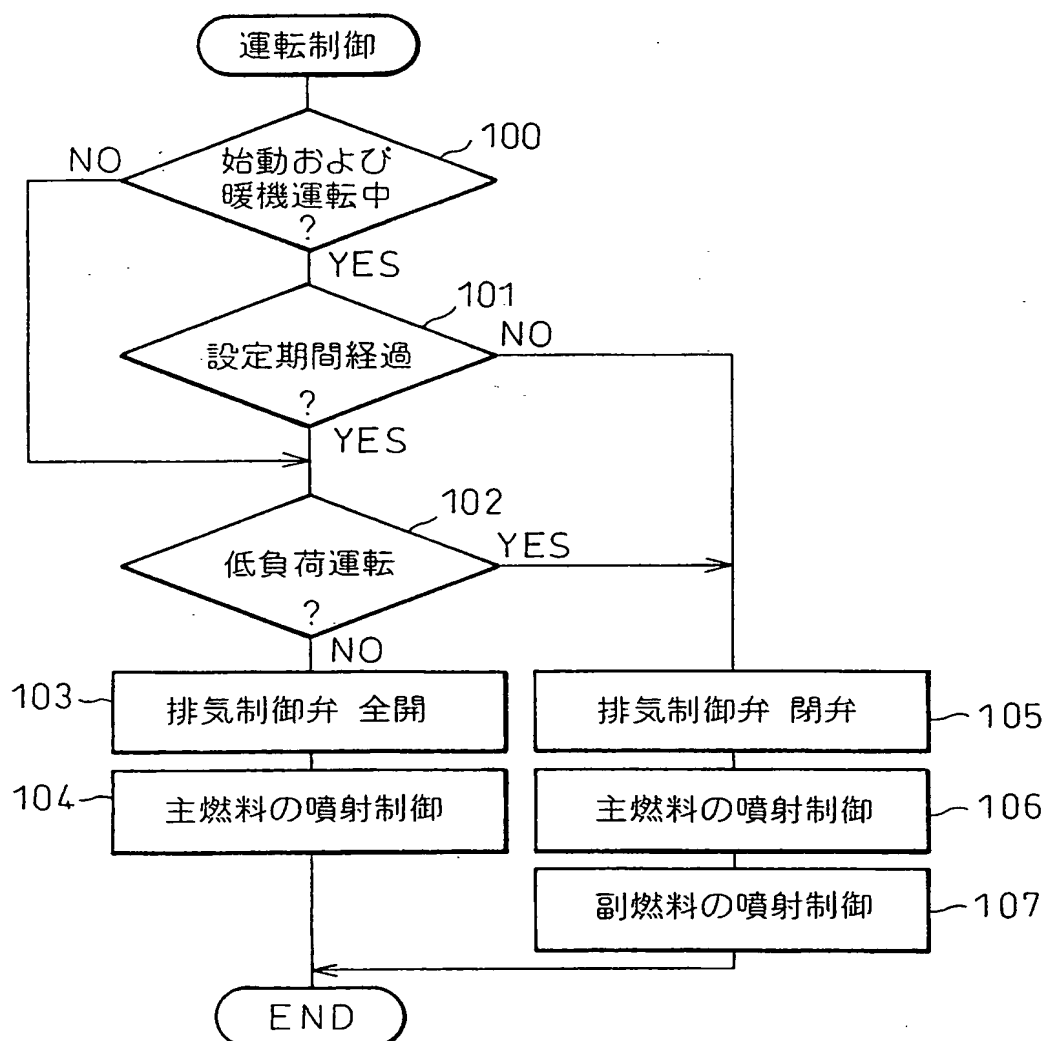 運転制御
100
NO
始動および
暖機運転中
?
YES
101
NO
設定期間経過
?
YES
102
YES
低負荷運転
?
NO
103
排気制御弁 全開
排気制御弁 閉弁
105
104
主燃料の噴射制御
主燃料の噴射制御
106
副燃料の噴射制御
107
END